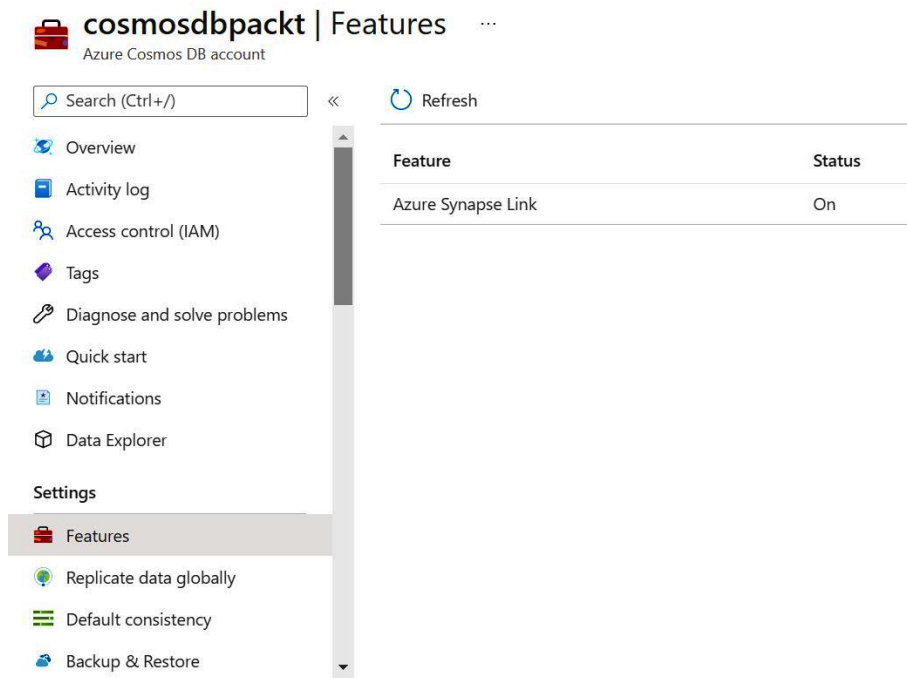 cosmosdbpackt | Features ...
Azure Cosmos DB account
Search (Ctrl+/)
«
Refresh
Overview
Activity log
Access control (IAM)
Tags
Diagnose and solve problems
Quick start
Notifications
Data Explorer
Settings
Features
Replicate data globally
Default consistency
Backup & Restore
Feature Status
Azure Synapse Link On